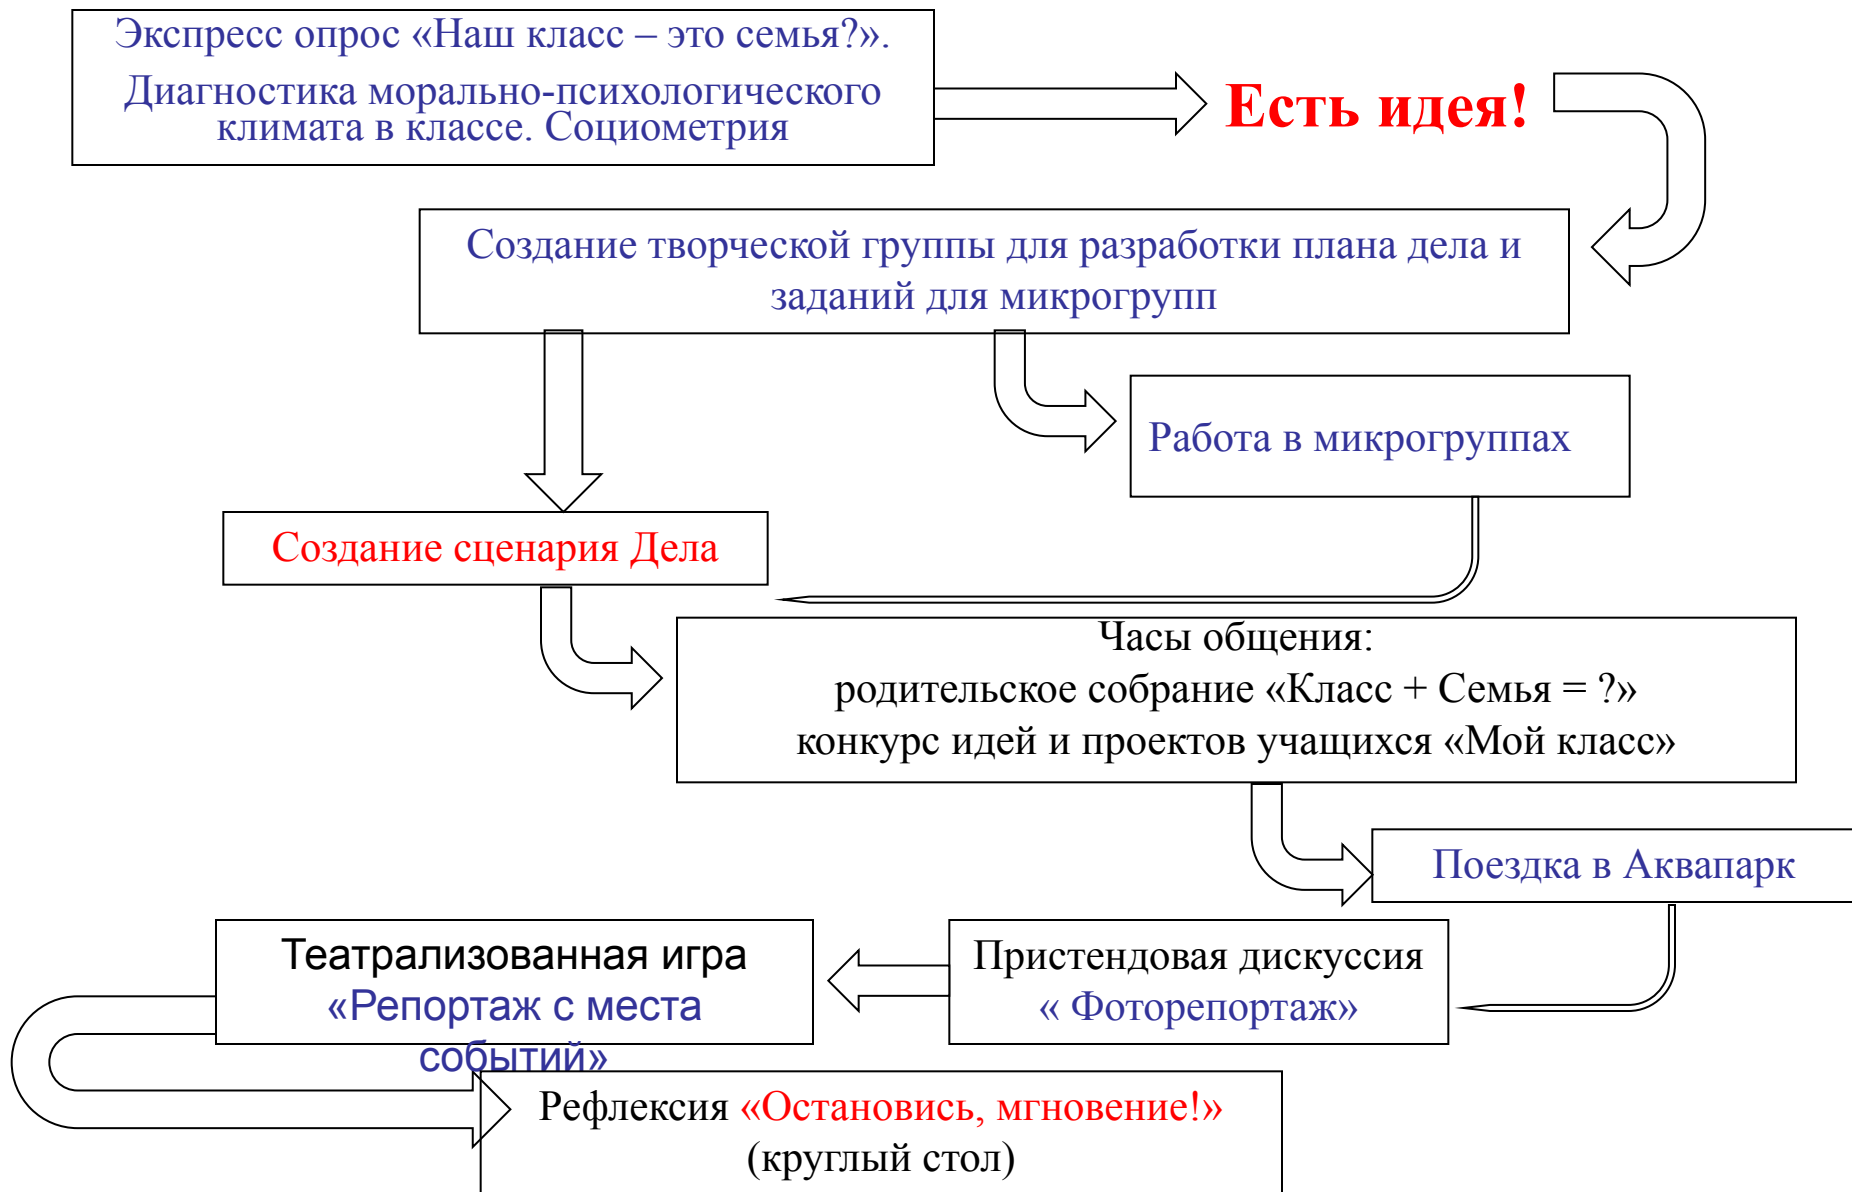 Экспресс опрос «Наш класс – это семья?».
Диагностика морально-психологического
климата в классе. Социометрия
Есть идея!
Создание творческой группы для разработки плана дела и
заданий для микрогрупп
Работа в микрогруппах
Создание сценария Дела
Часы общения:
родительское собрание «Класс + Семья = ?»
конкурс идей и проектов учащихся «Мой класс»
Поездка в Аквапарк
Пристендовая дискуссия
« Фоторепортаж»
Театрализованная игра
«Репортаж с места
событий»
Рефлексия «Остановись, мгновение!»
(круглый стол)